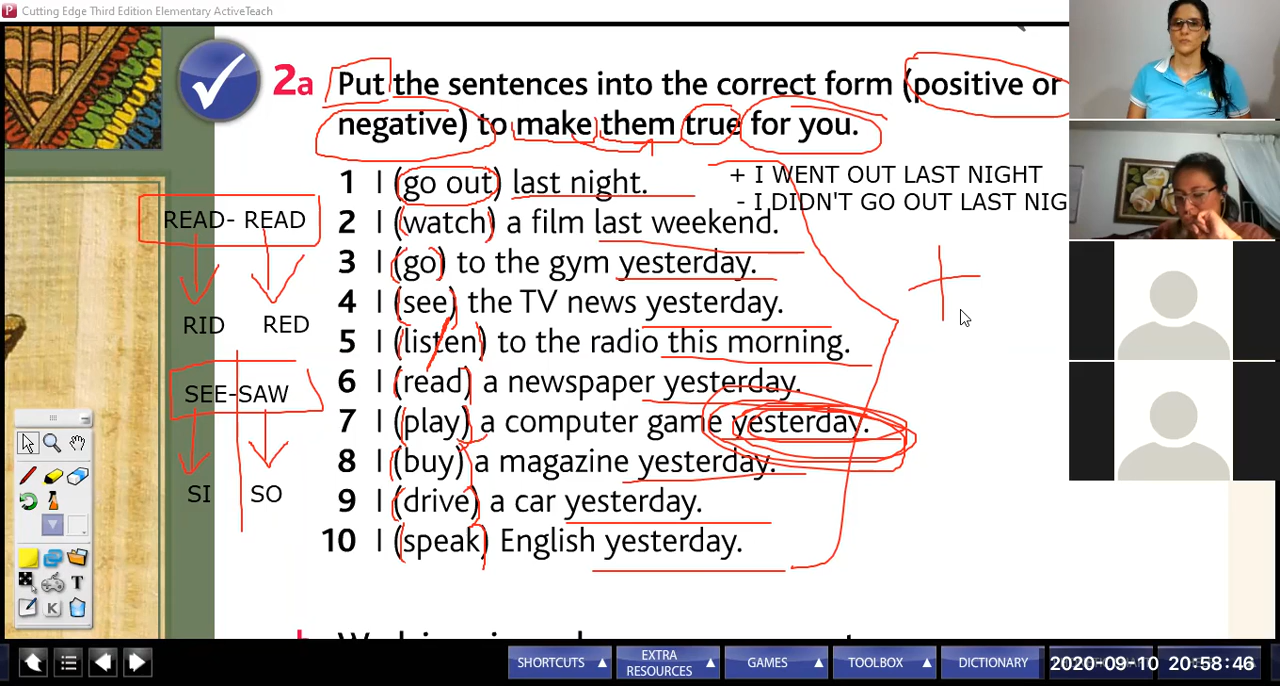 Cutting Edge Third Edition Elementary ActiveTeach
2a Put the sentences into the correct form (positive or
negative) to make them true for you.
1 I (go out) last night.
+ I WENT OUT LAST NIGHT
- I DIDN'T GO OUT LAST NIG
2 I (watch) a film last weekend.
3 I (go) to the gym yesterday.
4 I (see) the TV news yesterday.
5 I (listen) to the radio this morning.
6 I (read) a newspaper yesterday.
7 I (play) a computer game yesterday.
8 I (buy) a magazine yesterday.
9 I (drive) a car yesterday.
10 I (speak) English yesterday.
READ- READ
RID RED
SEE-SAW
SI SO
T
K
SHORTCUTS
EXTRA
RESOURCES
GAMES
TOOLBOX
DICTIONARY
2020-09-10 20:58:46